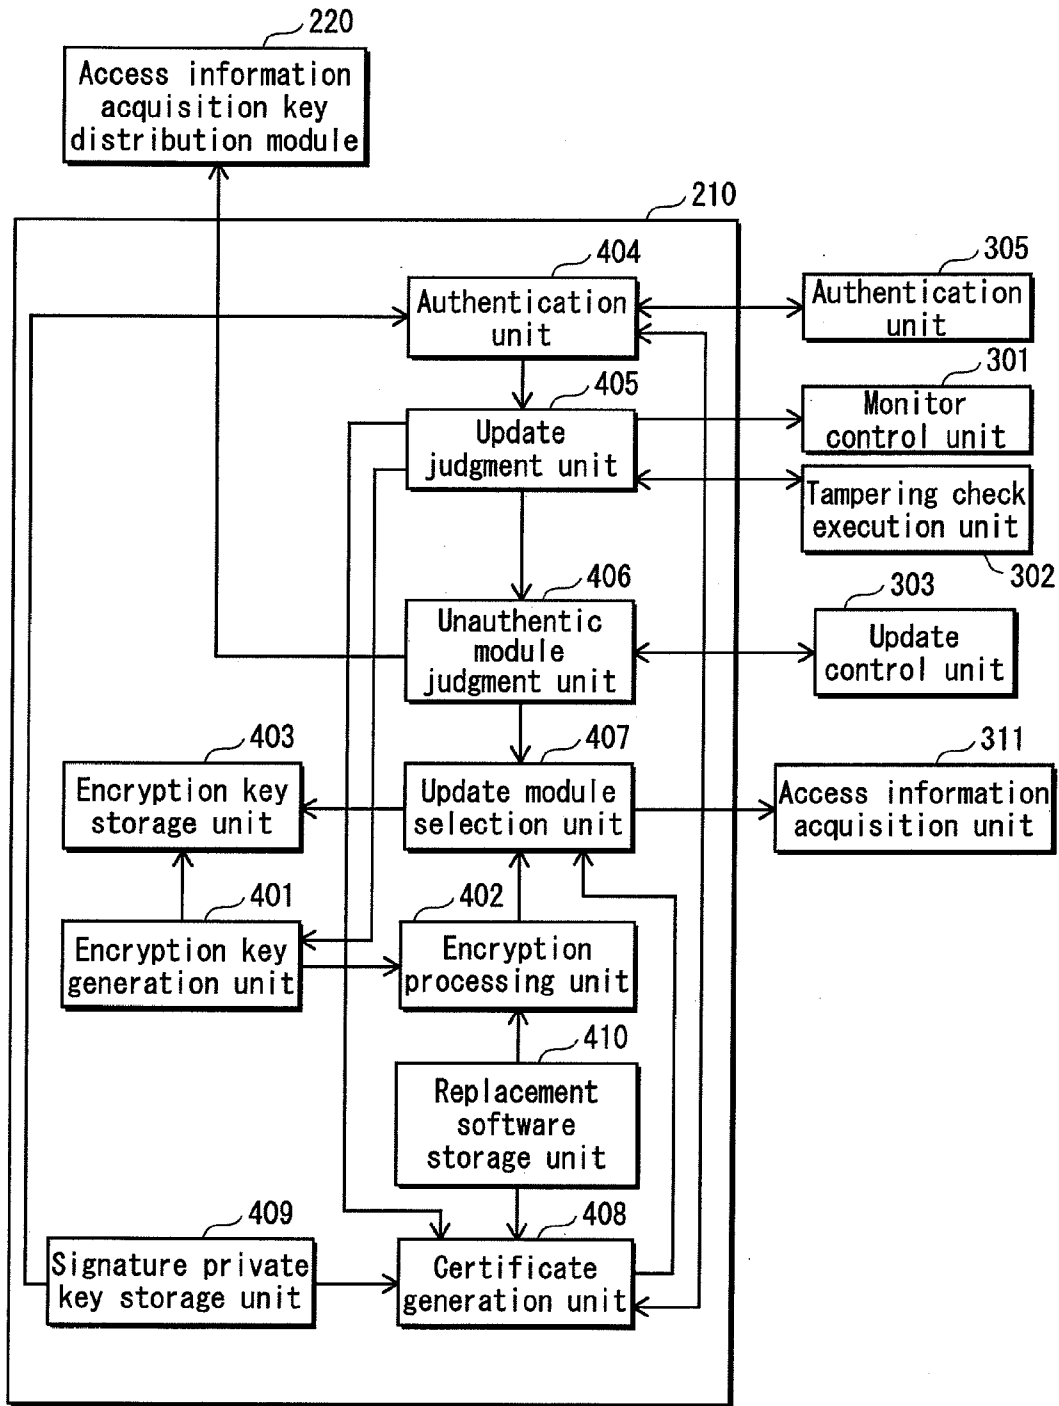 220
Access information
acquisition key
distribution module
210
404
Authentication
unit
305
Authentication
unit
405
Update
judgment unit
301
Monitor
control unit
Tampering check
execution unit
302
406
Unauthentic
module
judgment unit
303
Update
control unit
403
Encryption key
storage unit
407
Update module
selection unit
311
Access information
acquisition unit
401
Encryption key
generation unit
402
Encryption
processing unit
410
Replacement
software
storage unit
409
Signature private
key storage unit
408
Certificate
generation unit